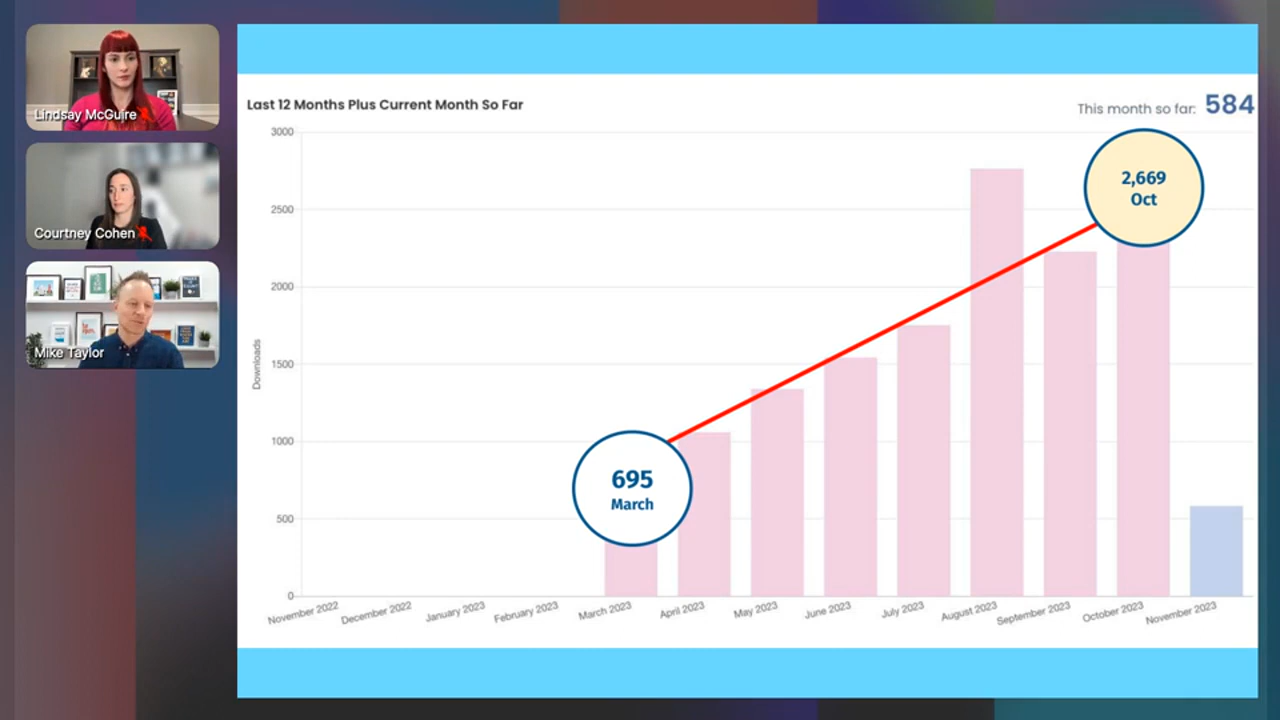 Lindsay McGuire
Courtney Cohen
Mike Taylor
Last 12 Months Plus Current Month So Far
This month so far: 584
3000
2500
2000
1500
1000
500
0
Downloads
2,669
Oct
695
March
November 2022
December 2022
January 2023
February 2023
March 2023
April 2023
May 2023
June 2023
July 2023
August 2023
September 2023
October 2023
November 2023